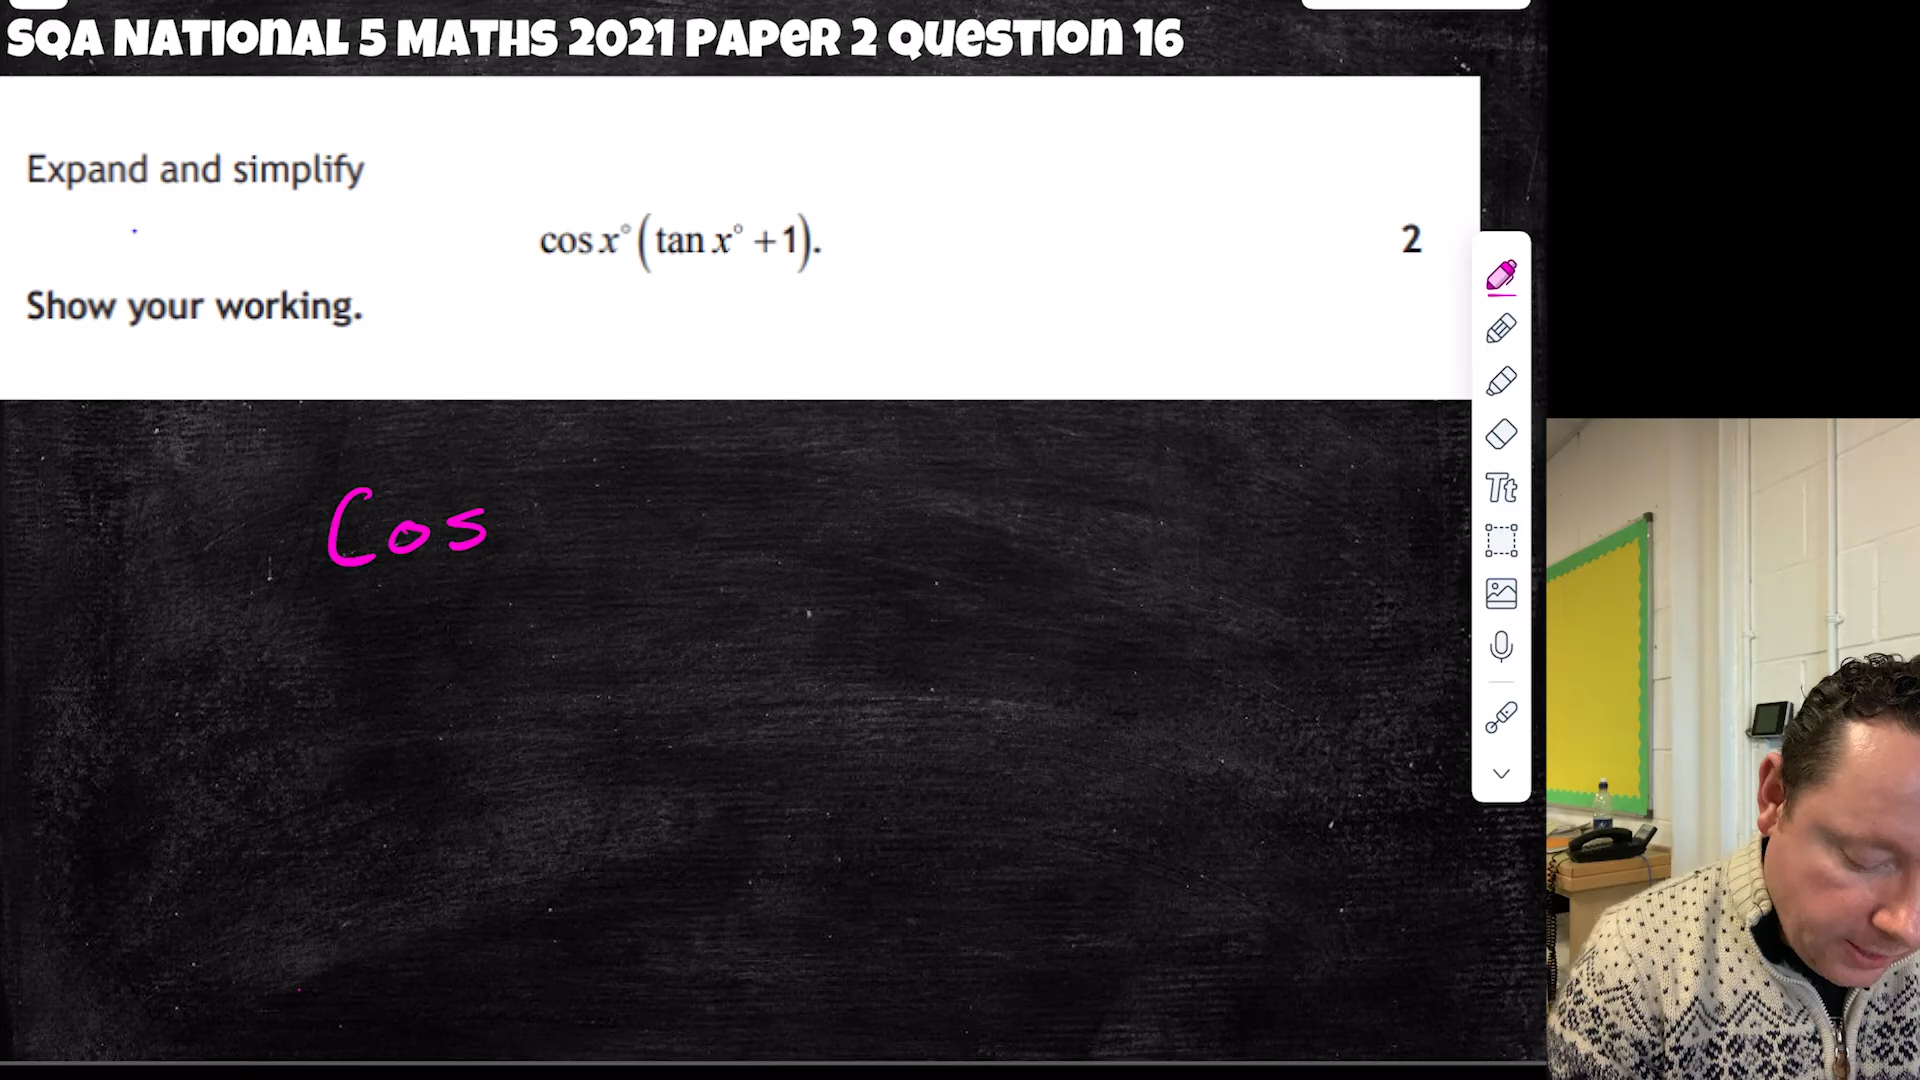 SQA NATIONAL 5 MATHS 2021 PAPER 2 QUESTION 16
Expand and simplify
cos x° (tan x° + 1).
2
Show your working.
Tt
Cos